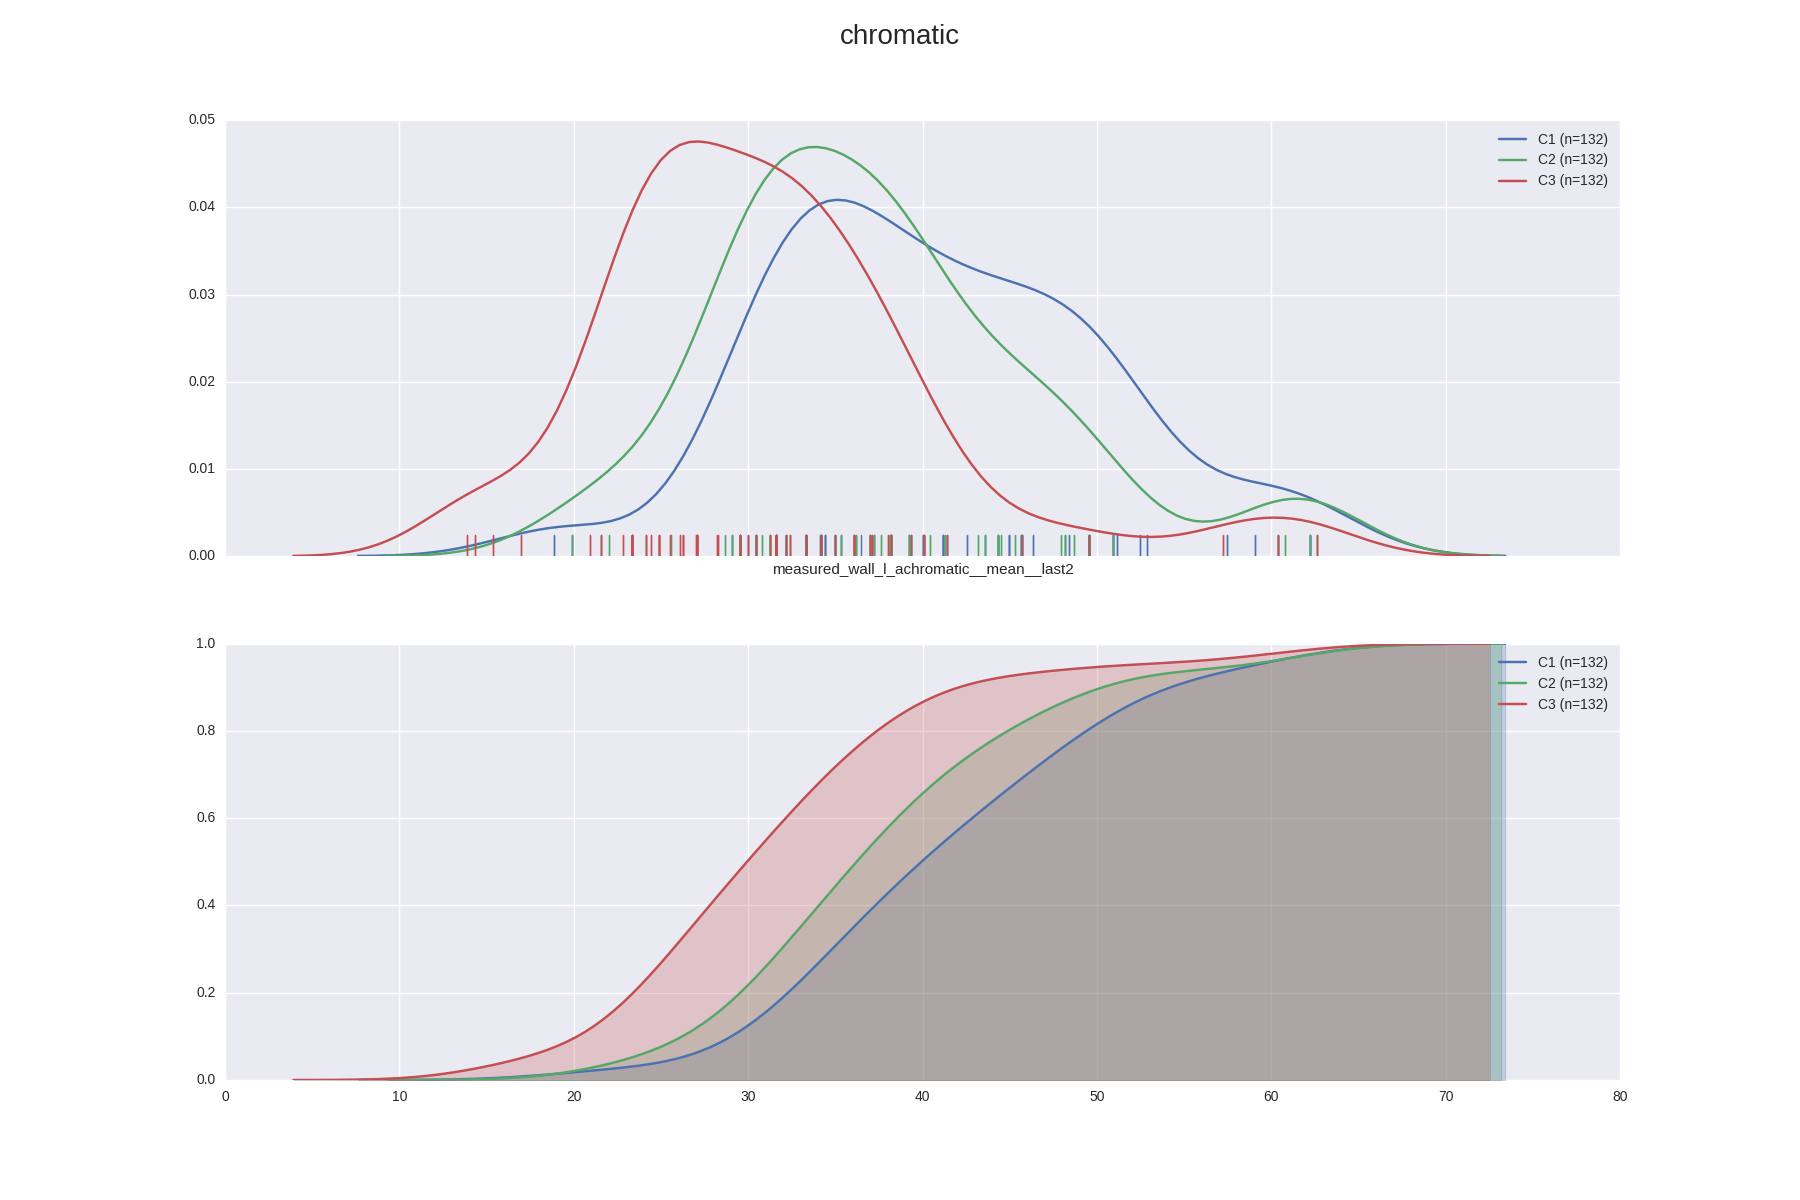 chromatic
0.05
0.04
0.03
0.02
0.01
0.00
C1 (n=132)
C2 (n=132)
C3 (n=132)
measured_wall_l_achromatic__mean__last2
1.0
0.8
0.6
0.4
0.2
0.0
C1 (n=132)
C2 (n=132)
C3 (n=132)
0 10 20 30 40 50 60 70 80